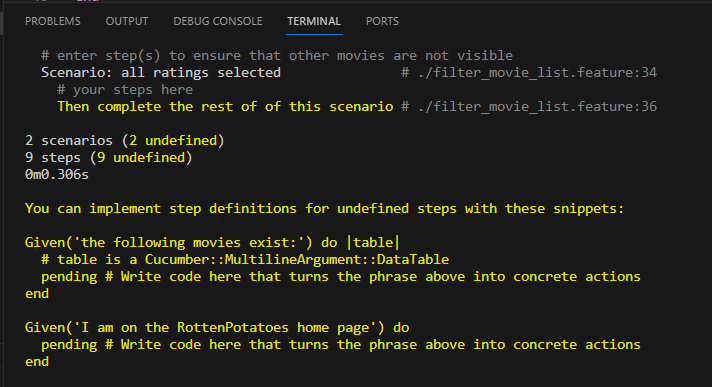 PROBLEMS OUTPUT DEBUG CONSOLE TERMINAL PORTS
# enter step(s) to ensure that other movies are not visible
Scenario: all ratings selected # ./filter_movie_list.feature:34
# your steps here
Then complete the rest of of this scenario # ./filter_movie_list.feature:36
2 scenarios (2 undefined)
9 steps (9 undefined)
0m0.306s
You can implement step definitions for undefined steps with these snippets:
Given('the following movies exist:') do |table|
# table is a Cucumber::MultilineArgument::DataTable
pending # Write code here that turns the phrase above into concrete actions
end
Given('I am on the RottenPotatoes home page') do
pending # Write code here that turns the phrase above into concrete actions
end